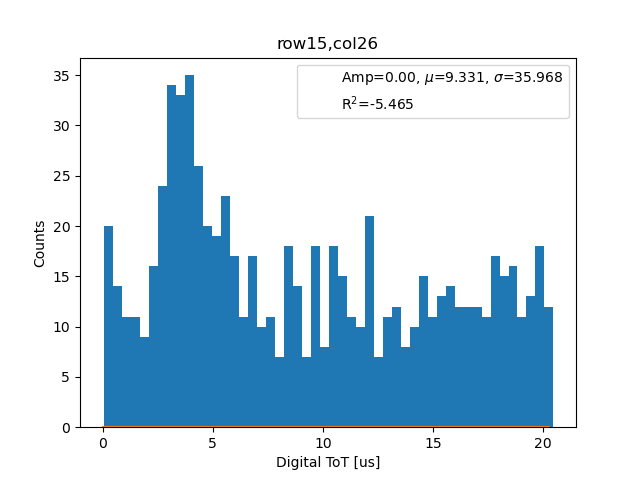 row15,col26
Amp=0.00, μ=9.331, σ=35.968
R²=-5.465
35
30
25
20
15
10
5
0
Counts
0 5 10 15 20
Digital ToT [us]